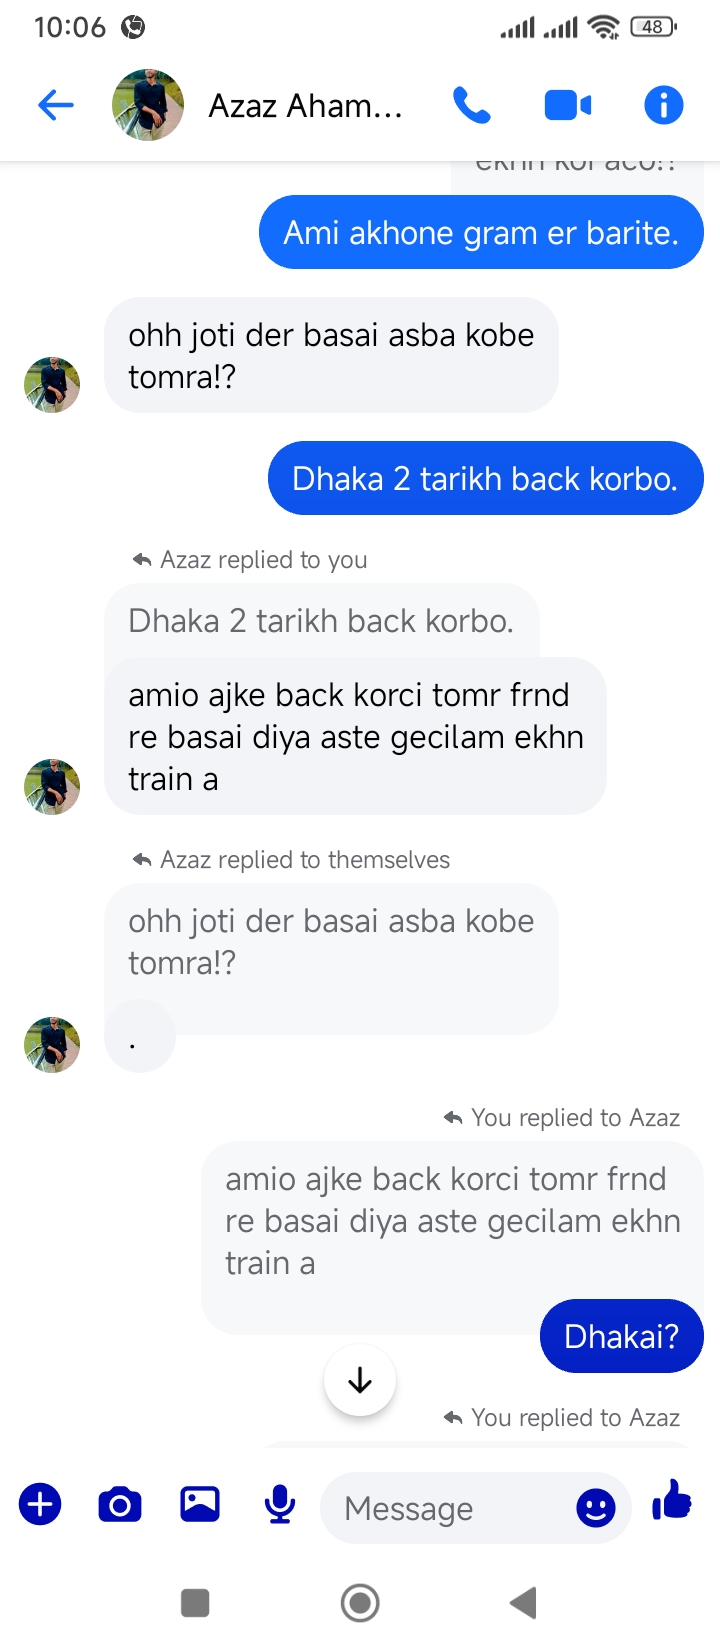 10:06
48
Azaz Aham...
Ami akhone gram er barite.
ohh joti der basai asba kobe
tomra!?
Dhaka 2 tarikh back korbo.
Azaz replied to you
Dhaka 2 tarikh back korbo.
amio ajke back korci tomr frnd
re basai diya aste gecilam ekhn
train a
Azaz replied to themselves
ohh joti der basai asba kobe
tomra!?
.
You replied to Azaz
amio ajke back korci tomr frnd
re basai diya aste gecilam ekhn
train a
Dhakai?
You replied to Azaz
Message